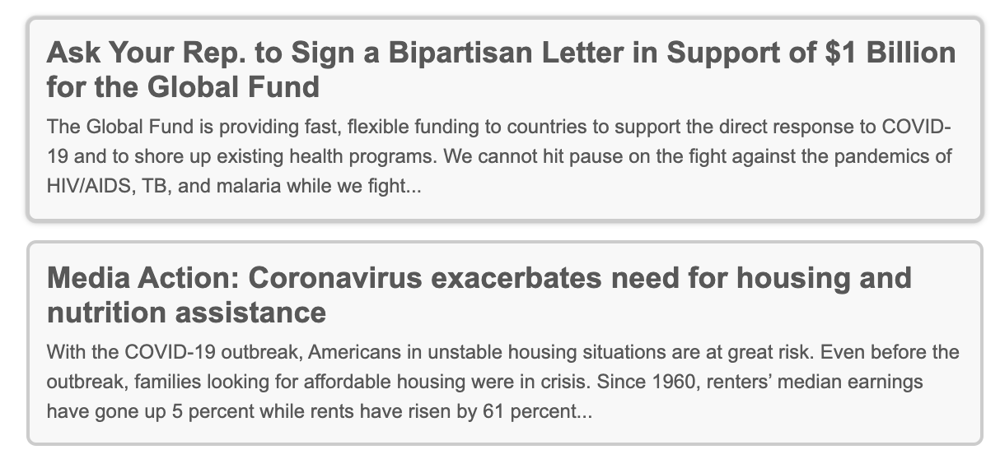 Ask Your Rep. to Sign a Bipartisan Letter in Support of $1 Billion
for the Global Fund
The Global Fund is providing fast, flexible funding to countries to support the direct response to COVID-
19 and to shore up existing health programs. We cannot hit pause on the fight against the pandemics of
HIV/AIDS, TB, and malaria while we fight...
Media Action: Coronavirus exacerbates need for housing and
nutrition assistance
With the COVID-19 outbreak, Americans in unstable housing situations are at great risk. Even before the
outbreak, families looking for affordable housing were in crisis. Since 1960, renters’ median earnings
have gone up 5 percent while rents have risen by 61 percent...